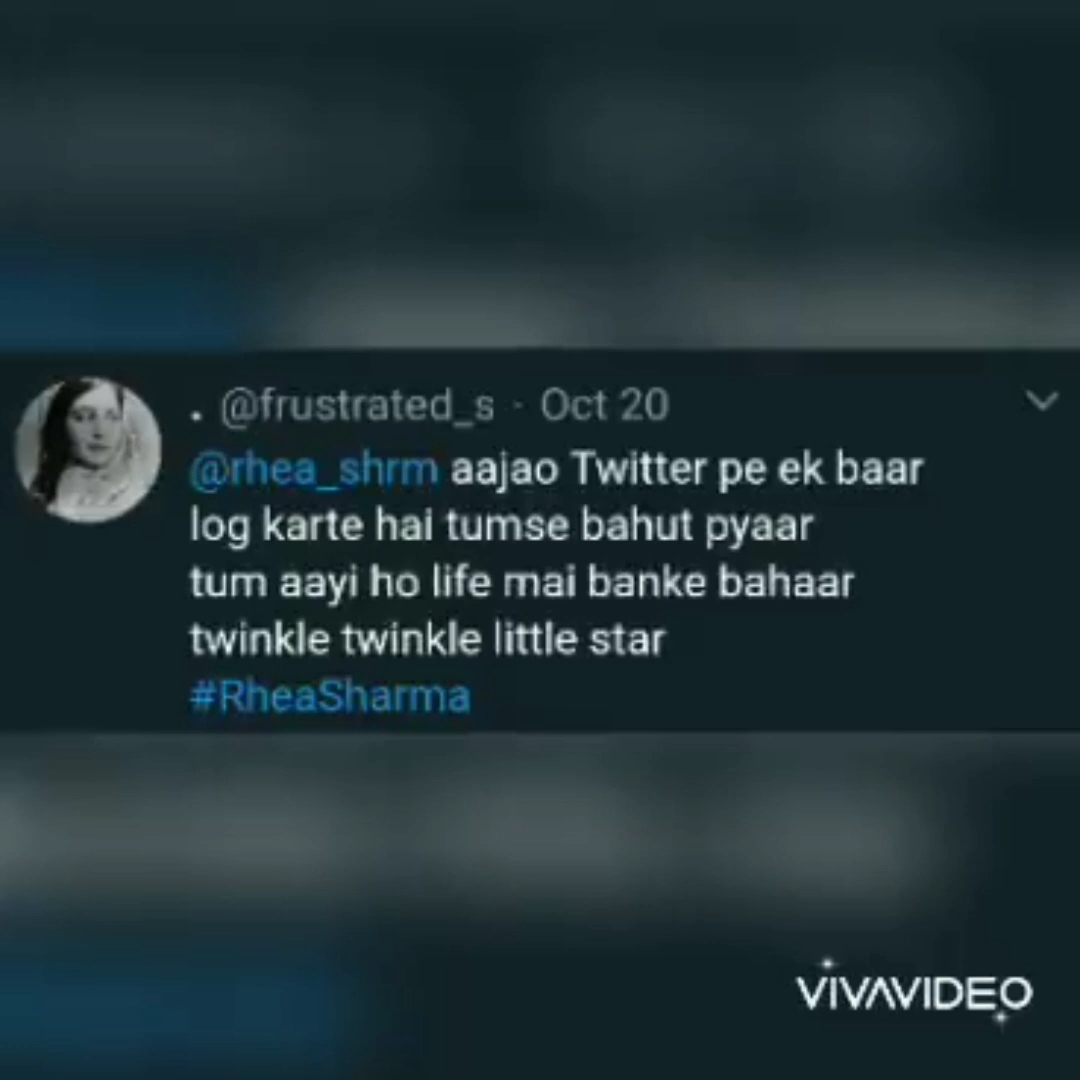 . @frustrated_s · Oct 20
@rhea_shrm aajao Twitter pe ek baar
log karte hai tumse bahut pyaar
tum aayi ho life mai banke bahaar
twinkle twinkle little star
#RheaSharma
VIVAVIDEO